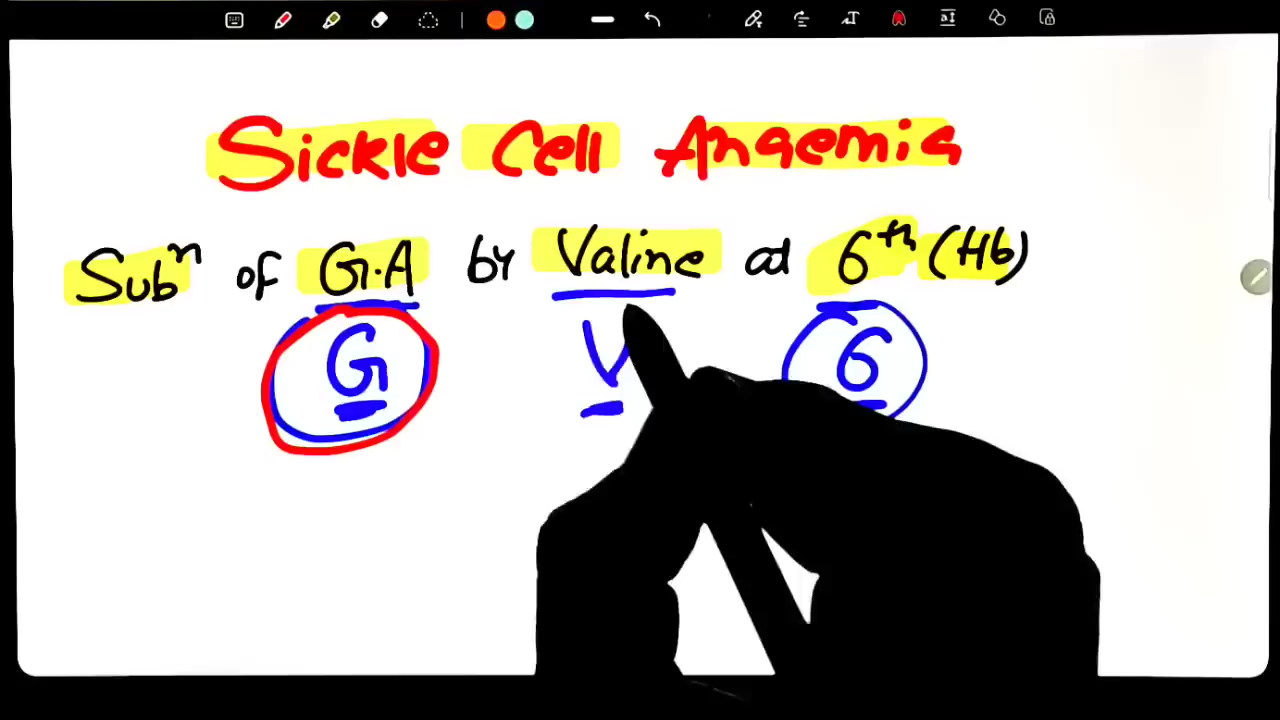 Sickle Cell Anaemia
Subⁿ of G.A by Valine at 6th (Hb)
G V 6